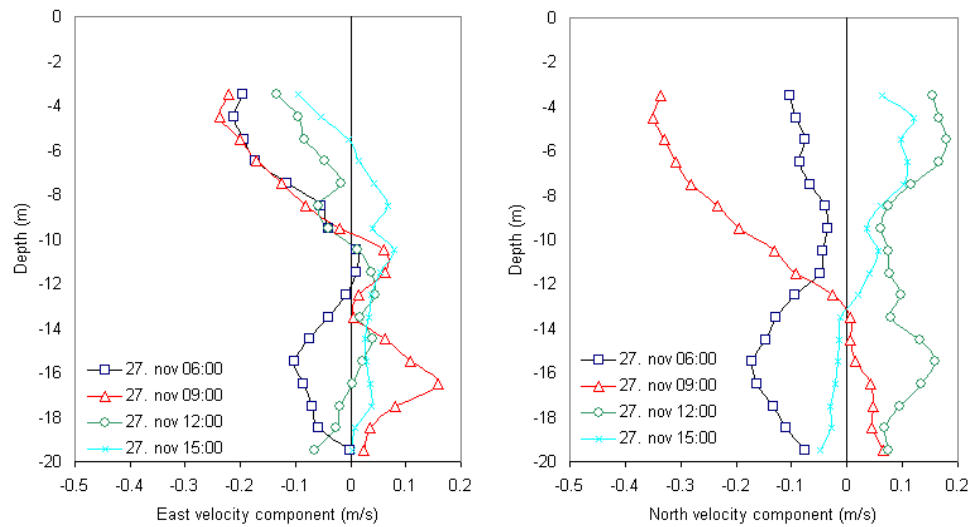 0
-2
-4
-6
-8
-10
-12
-14
-16
-18
-20
Depth (m)
27. nov 06:00
27. nov 09:00
27. nov 12:00
27. nov 15:00
-0.5 -0.4 -0.3 -0.2 -0.1 0 0.1 0.2
East velocity component (m/s)
0
-2
-4
-6
-8
-10
-12
-14
-16
-18
-20
Depth (m)
27. nov 06:00
27. nov 09:00
27. nov 12:00
27. nov 15:00
-0.5 -0.4 -0.3 -0.2 -0.1 0 0.1 0.2
North velocity component (m/s)